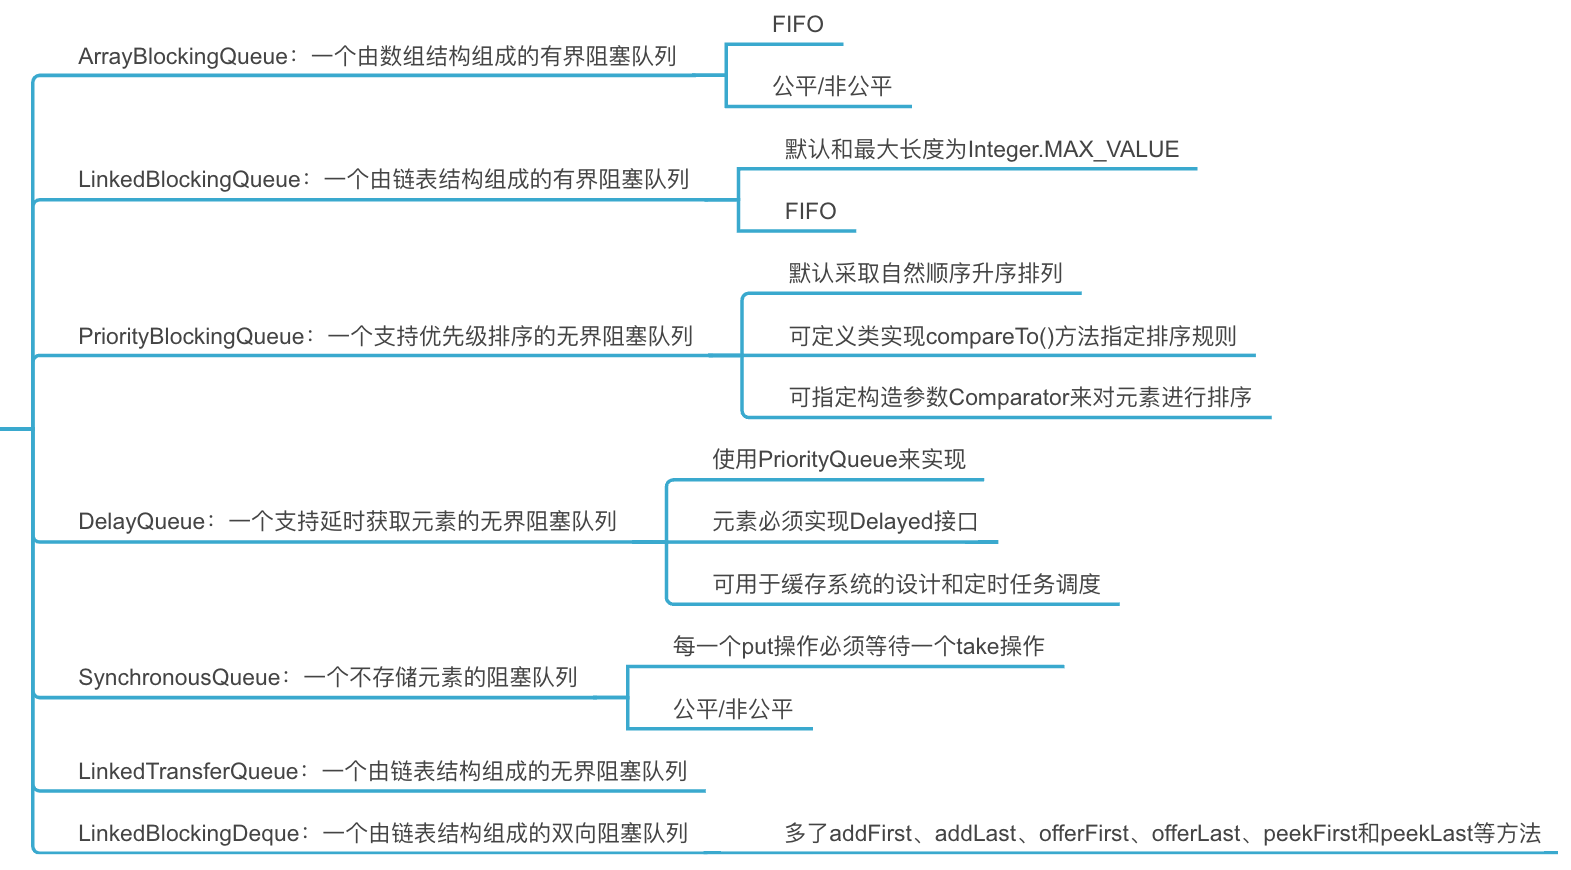 ArrayBlockingQueue：一个由数组结构组成的有界阻塞队列
FIFO
公平/非公平
LinkedBlockingQueue：一个由链表结构组成的有界阻塞队列
默认和最大长度为Integer.MAX_VALUE
FIFO
PriorityBlockingQueue：一个支持优先级排序的无界阻塞队列
默认采取自然顺序升序排列
可定义类实现compareTo()方法指定排序规则
可指定构造参数Comparator来对元素进行排序
DelayQueue：一个支持延时获取元素的无界阻塞队列
使用PriorityQueue来实现
元素必须实现Delayed接口
可用于缓存系统的设计和定时任务调度
SynchronousQueue：一个不存储元素的阻塞队列
每一个put操作必须等待一个take操作
公平/非公平
LinkedTransferQueue：一个由链表结构组成的无界阻塞队列
LinkedBlockingDeque：一个由链表结构组成的双向阻塞队列
多了addFirst、addLast、offerFirst、offerLast、peekFirst和peekLast等方法